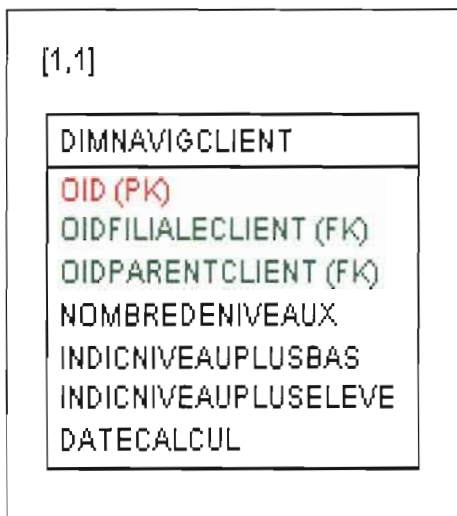 [1,1]
DIMNAVIGCLIENT
OID (PK)
OIDFILIALECLIENT (FK)
OIDPARENTCLIENT (FK)
NOMBREDENIVEAUX
INDICNIVEAUPLUSBAS
INDICNIVEAUPLUSELEVE
DATECALCUL